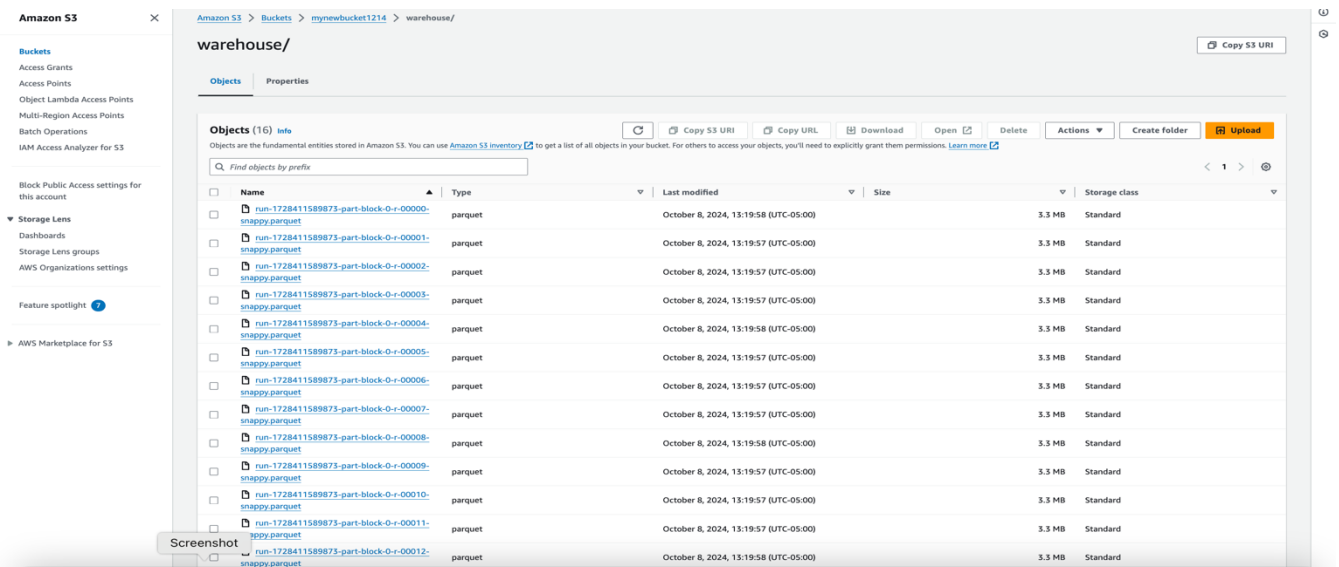 Amazon S3
Buckets
Access Grants
Access Points
Object Lambda Access Points
Multi-Region Access Points
Batch Operations
IAM Access Analyzer for S3
Block Public Access settings for
this account
Storage Lens
Dashboards
Storage Lens groups
AWS Organizations settings
Feature spotlight 7
AWS Marketplace for S3
Amazon S3 > Buckets > mynewbucket1214 > warehouse/
warehouse/
Copy S3 URI
Objects Properties
Objects (16) Info
Copy S3 URI Copy URL Download Open Delete Actions Create folder Upload
Objects are the fundamental entities stored in Amazon S3. You can use Amazon S3 inventory to get a list of all objects in your bucket. For others to access your objects, you'll need to explicitly grant them permissions. Learn more
Find objects by prefix
< 1 >
Name Type Last modified Size Storage class
run-1728411589873-part-block-0-r-00000-
snappy.parquet
parquet October 8, 2024, 13:19:58 (UTC-05:00) 3.3 MB Standard
run-1728411589873-part-block-0-r-00001-
snappy.parquet
parquet October 8, 2024, 13:19:57 (UTC-05:00) 3.3 MB Standard
run-1728411589873-part-block-0-r-00002-
snappy.parquet
parquet October 8, 2024, 13:19:57 (UTC-05:00) 3.3 MB Standard
run-1728411589873-part-block-0-r-00003-
snappy.parquet
parquet October 8, 2024, 13:19:57 (UTC-05:00) 3.3 MB Standard
run-1728411589873-part-block-0-r-00004-
snappy.parquet
parquet October 8, 2024, 13:19:58 (UTC-05:00) 3.3 MB Standard
run-1728411589873-part-block-0-r-00005-
snappy.parquet
parquet October 8, 2024, 13:19:57 (UTC-05:00) 3.3 MB Standard
run-1728411589873-part-block-0-r-00006-
snappy.parquet
parquet October 8, 2024, 13:19:57 (UTC-05:00) 3.3 MB Standard
run-1728411589873-part-block-0-r-00007-
snappy.parquet
parquet October 8, 2024, 13:19:57 (UTC-05:00) 3.3 MB Standard
run-1728411589873-part-block-0-r-00008-
snappy.parquet
parquet October 8, 2024, 13:19:58 (UTC-05:00) 3.3 MB Standard
run-1728411589873-part-block-0-r-00009-
snappy.parquet
parquet October 8, 2024, 13:19:57 (UTC-05:00) 3.3 MB Standard
run-1728411589873-part-block-0-r-00010-
snappy.parquet
parquet October 8, 2024, 13:19:57 (UTC-05:00) 3.3 MB Standard
run-1728411589873-part-block-0-r-00011-
appy.parquet
parquet October 8, 2024, 13:19:57 (UTC-05:00) 3.3 MB Standard
Screenshot
run-1728411589873-part-block-0-r-00012-
snappy.parquet
parquet October 8, 2024, 13:19:58 (UTC-05:00) 3.3 MB Standard